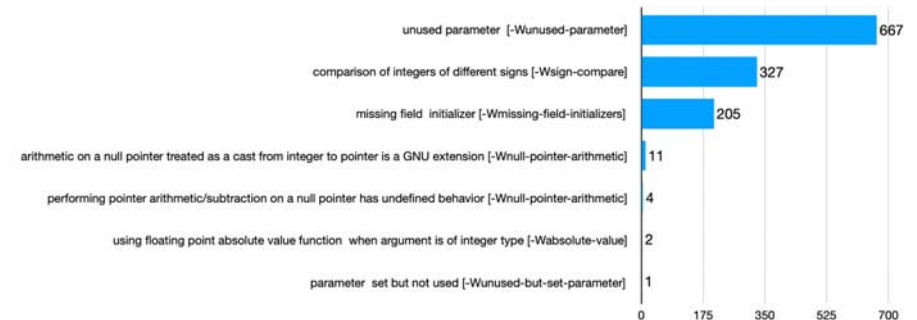 unused parameter [-Wunused-parameter] 667
comparison of integers of different signs [-Wsign-compare] 327
missing field initializer [-Wmissing-field-initializers] 205
arithmetic on a null pointer treated as a cast from integer to pointer is a GNU extension [-Wnull-pointer-arithmetic] 11
performing pointer arithmetic/subtraction on a null pointer has undefined behavior [-Wnull-pointer-arithmetic] 4
using floating point absolute value function when argument is of integer type [-Wabsolute-value] 2
parameter set but not used [-Wunused-but-set-parameter] 1
0 175 350 525 700